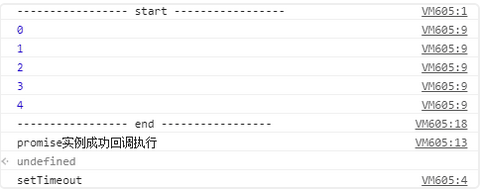 ----------------- start -----------------
VM605:1
0
VM605:9
1
VM605:9
2
VM605:9
3
VM605:9
4
VM605:9
---------------- end -----------------
VM605:18
promise实例成功回调执行
VM605:13
undefined
setTimeout
VM605:4